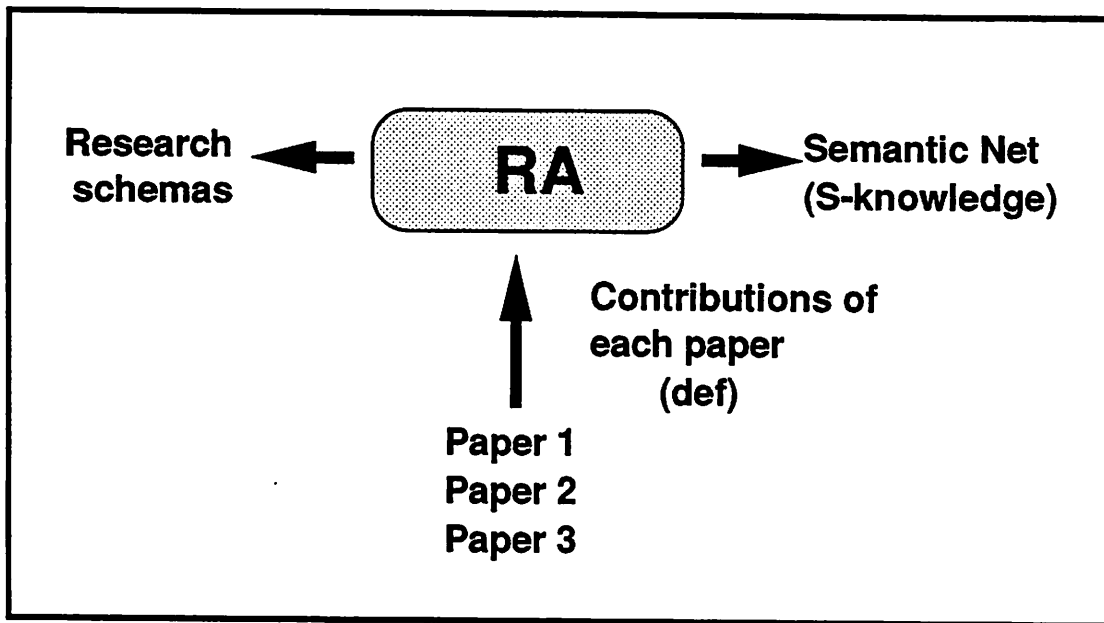 Research
schemas
RA
Semantic Net
(S-knowledge)
Contributions of
each paper
(def)
Paper 1
Paper 2
Paper 3